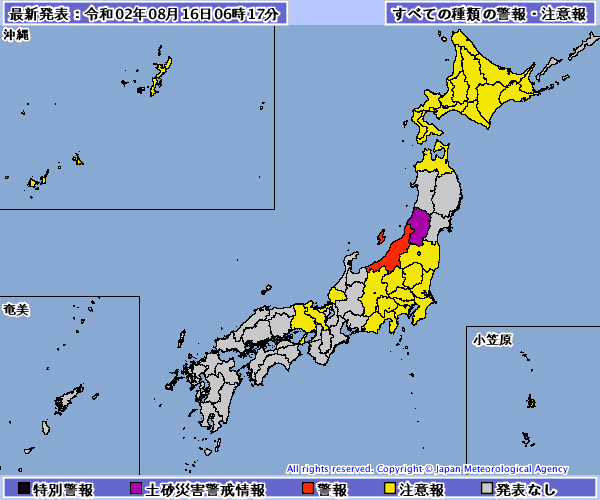 最新発表：令和02年08月16日06時17分
すべての種類の警報・注意報
沖縄
奄美
小笠原
All rights reserved. Copyright © Japan Meteorological Agency
特別警報 土砂災害警戒情報 警報 注意報 発表なし